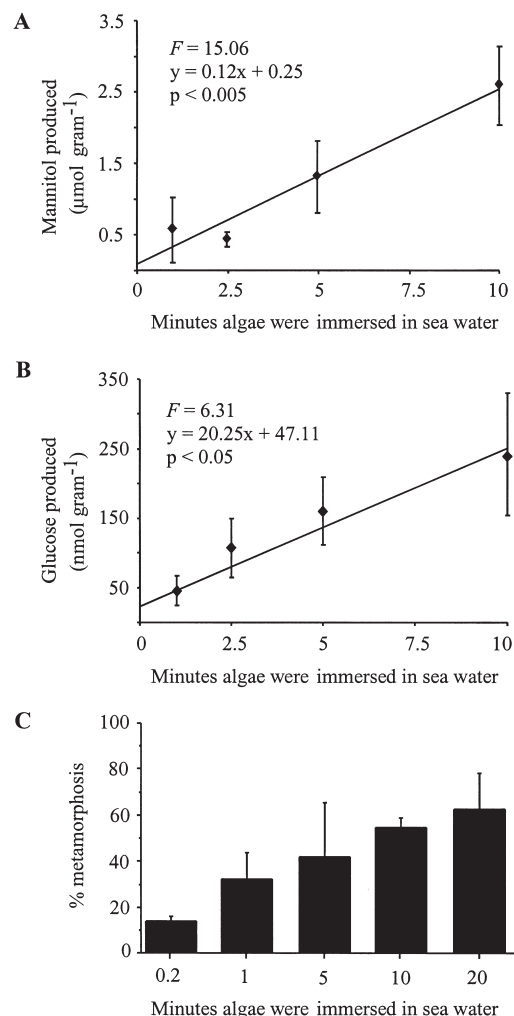 A
3.5
2.5
1.5
0.5
Mannitol produced
(μmol gram⁻¹)
F = 15.06
y = 0.12x + 0.25
p < 0.005
0 2.5 5 7.5 10
Minutes algae were immersed in sea water
B
350
250
150
50
Glucose produced
(nmol gram⁻¹)
F = 6.31
y = 20.25x + 47.11
p < 0.05
0 2.5 5 7.5 10
Minutes algae were immersed in sea water
C
100
80
60
40
20
0
% metamorphosis
0.2 1 5 10 20
Minutes algae were immersed in sea water